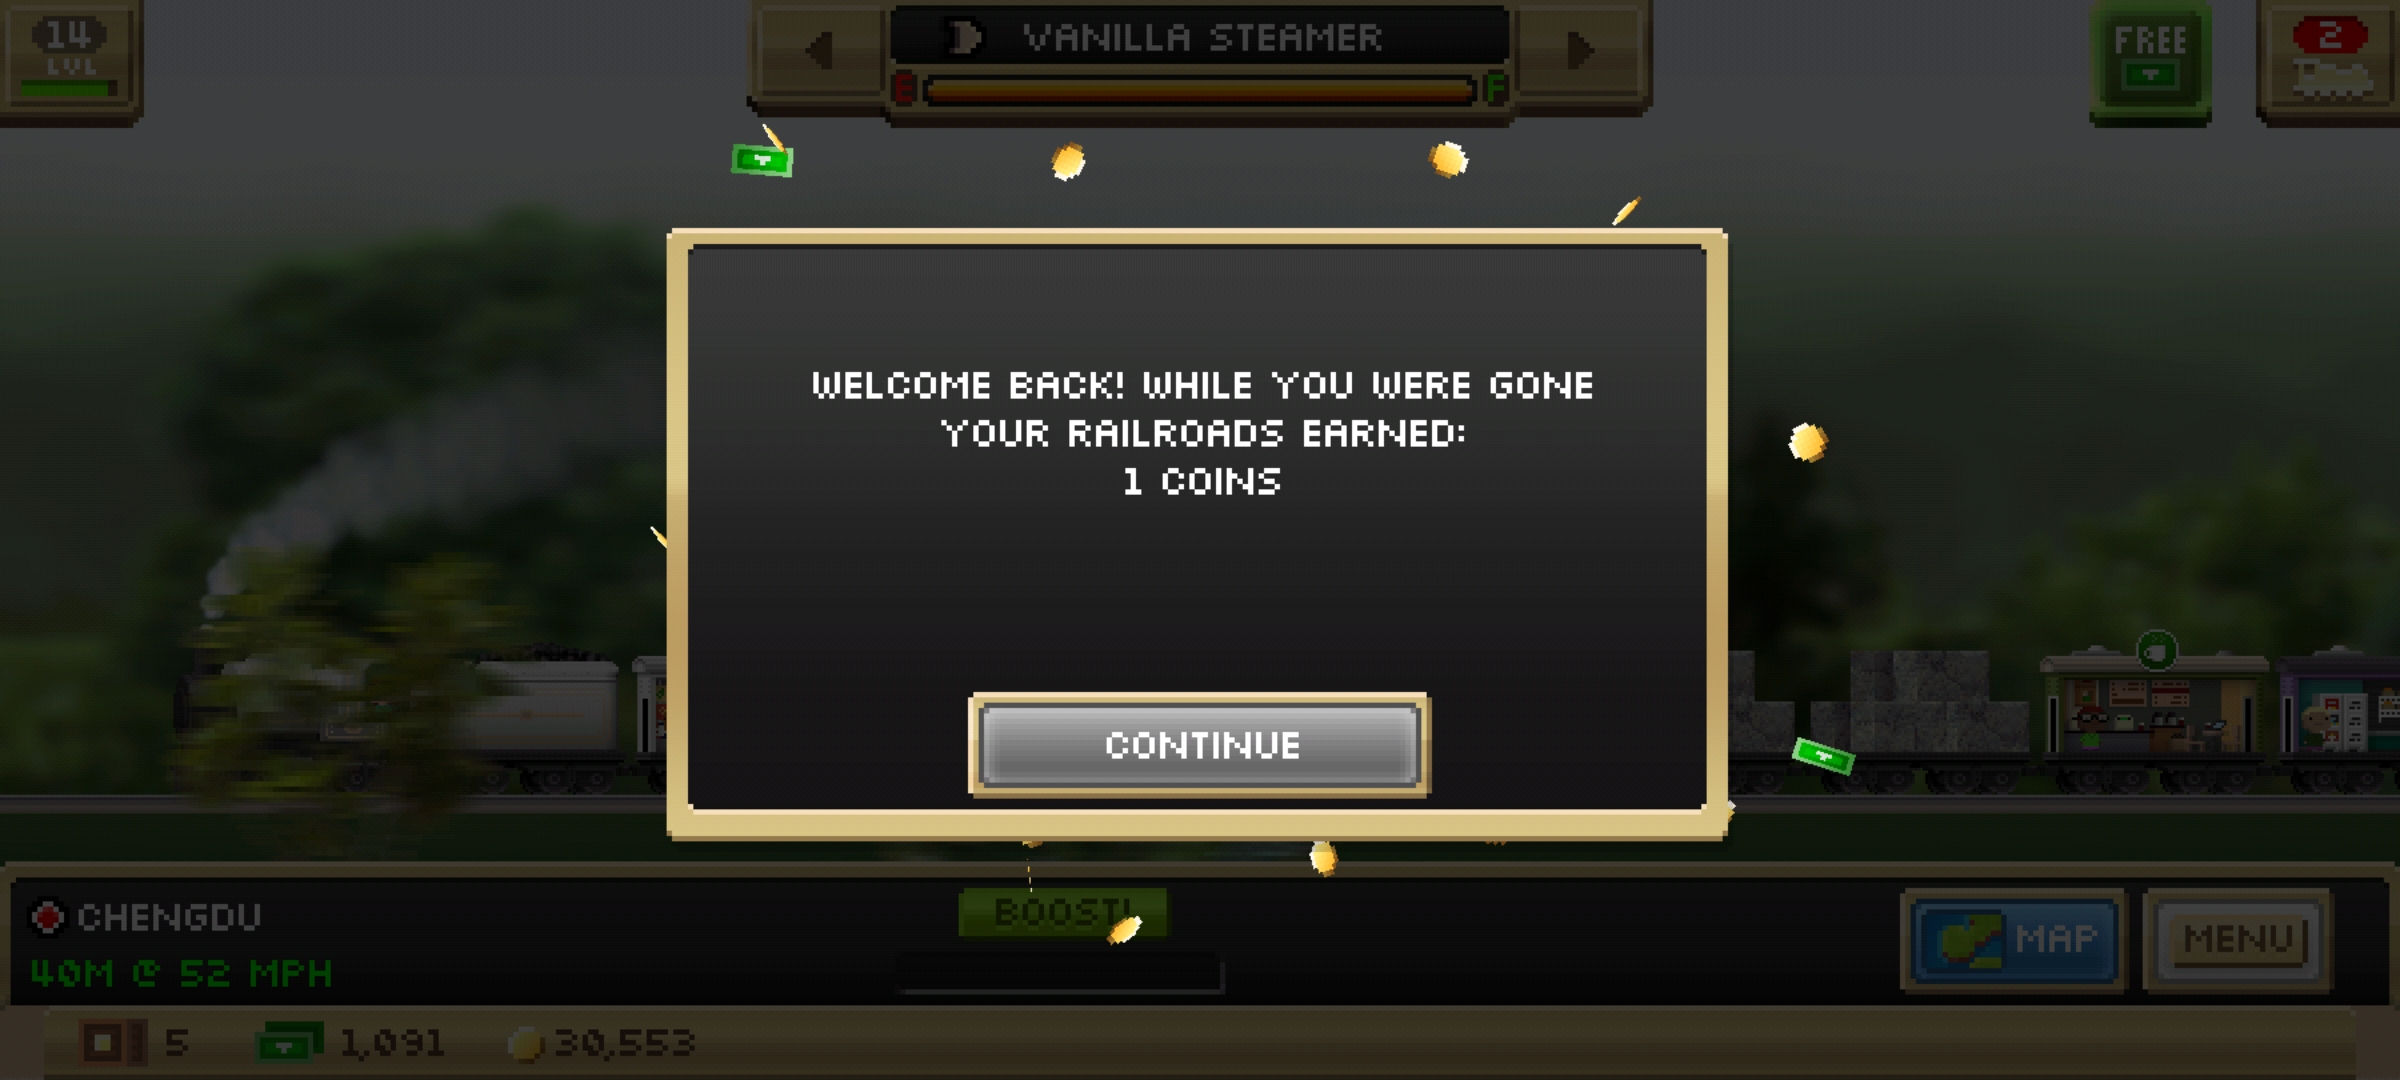 14
LVL
VANILLA STEAMER
E
F
FREE
2
WELCOME BACK! WHILE YOU WERE GONE
YOUR RAILROADS EARNED:
1 COINS
CONTINUE
CHENGDU
40M @ 52 MPH
BOOST!
MAP
MENU
5
1,091
30,553